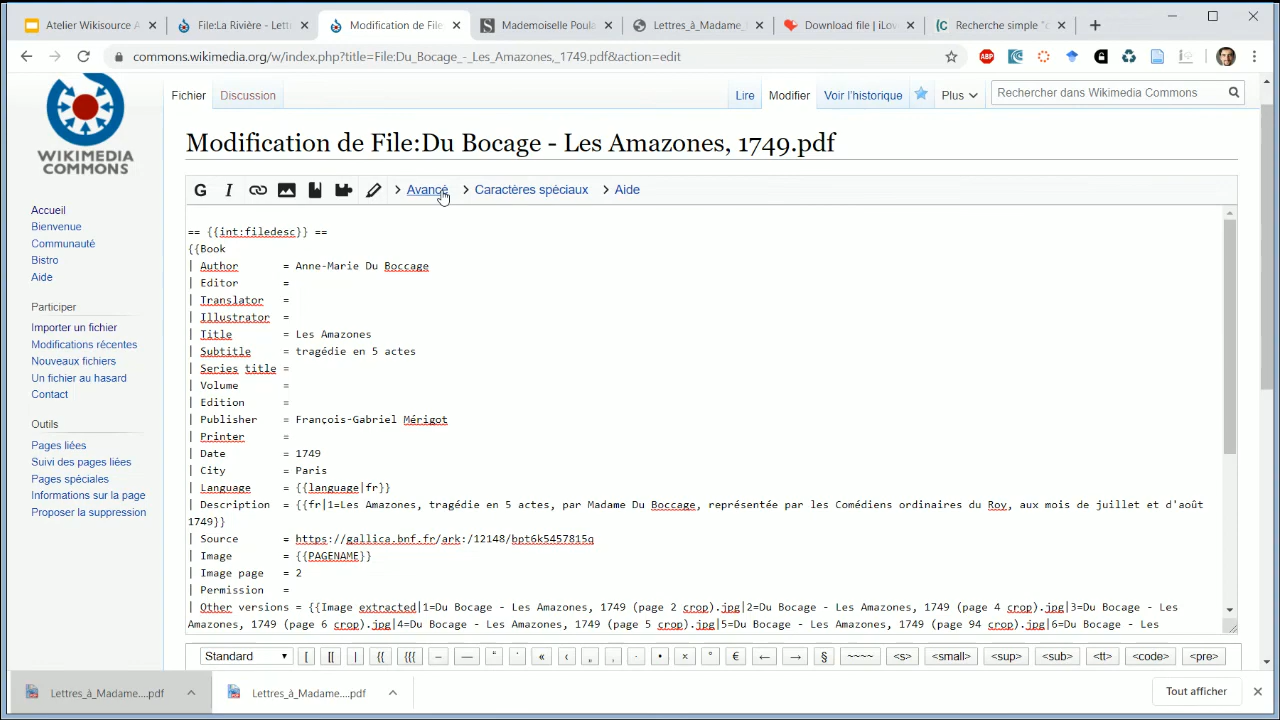 Atelier Wikisource A
File:La Rivière - Lettr
Modification de File
Mademoiselle Poula
Lettres_à_Madame_
Download file | iLov
Recherche simple "c
commons.wikimedia.org/w/index.php?title=File:Du_Bocage_-_Les_Amazones,_1749.pdf&action=edit
WIKIMEDIA
COMMONS
Accueil
Bienvenue
Communauté
Bistro
Aide
Participer
Importer un fichier
Modifications récentes
Nouveaux fichiers
Un fichier au hasard
Contact
Outils
Pages liées
Suivi des pages liées
Pages spéciales
Informations sur la page
Proposer la suppression
Fichier Discussion Lire Modifier Voir l'historique Plus Rechercher dans Wikimedia Commons
Modification de File:Du Bocage - Les Amazones, 1749.pdf
G I Avancé Caractères spéciaux Aide
== {{int:filedesc}} ==
{{Book
| Author = Anne-Marie Du Boccage
| Editor =
| Translator =
| Illustrator =
| Title = Les Amazones
| Subtitle = tragédie en 5 actes
| Series title =
| Volume =
| Edition =
| Publisher = François-Gabriel Mérigot
| Printer =
| Date = 1749
| City = Paris
| Language = {{language|fr}}
| Description = {{fr|1=Les Amazones, tragédie en 5 actes, par Madame Du Boccage, représentée par les Comédiens ordinaires du Roy, aux mois de juillet et d'août
1749}}
| Source = https://gallica.bnf.fr/ark:/12148/bpt6k5457815q
| Image = {{PAGENAME}}
| Image page = 2
| Permission =
| Other versions = {{Image extracted|1=Du Bocage - Les Amazones, 1749 (page 2 crop).jpg|2=Du Bocage - Les Amazones, 1749 (page 4 crop).jpg|3=Du Bocage - Les
Amazones, 1749 (page 6 crop).jpg|4=Du Bocage - Les Amazones, 1749 (page 5 crop).jpg|5=Du Bocage - Les Amazones, 1749 (page 94 crop).jpg|6=Du Bocage - Les
Standard [ [[ | {{ {{{ – — “ ' « ‹ „ ‚ · • × ° € ← → § ~~~~ <s> <small> <sup> <sub> <tt> <code> <pre>
Lettres_à_Madame....pdf Lettres_à_Madame....pdf Tout afficher